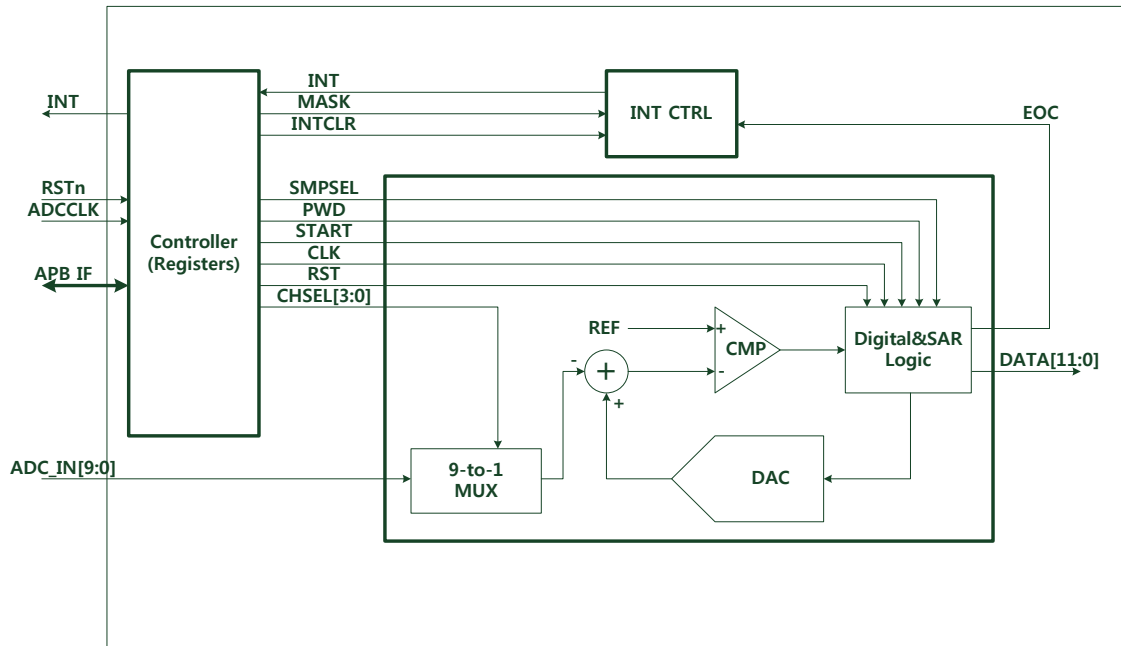 INT
MASK
INTCLR
INT
INT CTRL
EOC
RSTn
ADCCLK
APB IF
Controller
(Registers)
SMPSEL
PWD
START
CLK
RST
CHSEL[3:0]
REF
+
CMP
-
-
+
+
Digital&SAR
Logic
DATA[11:0]
ADC_IN[9:0]
9-to-1
MUX
DAC